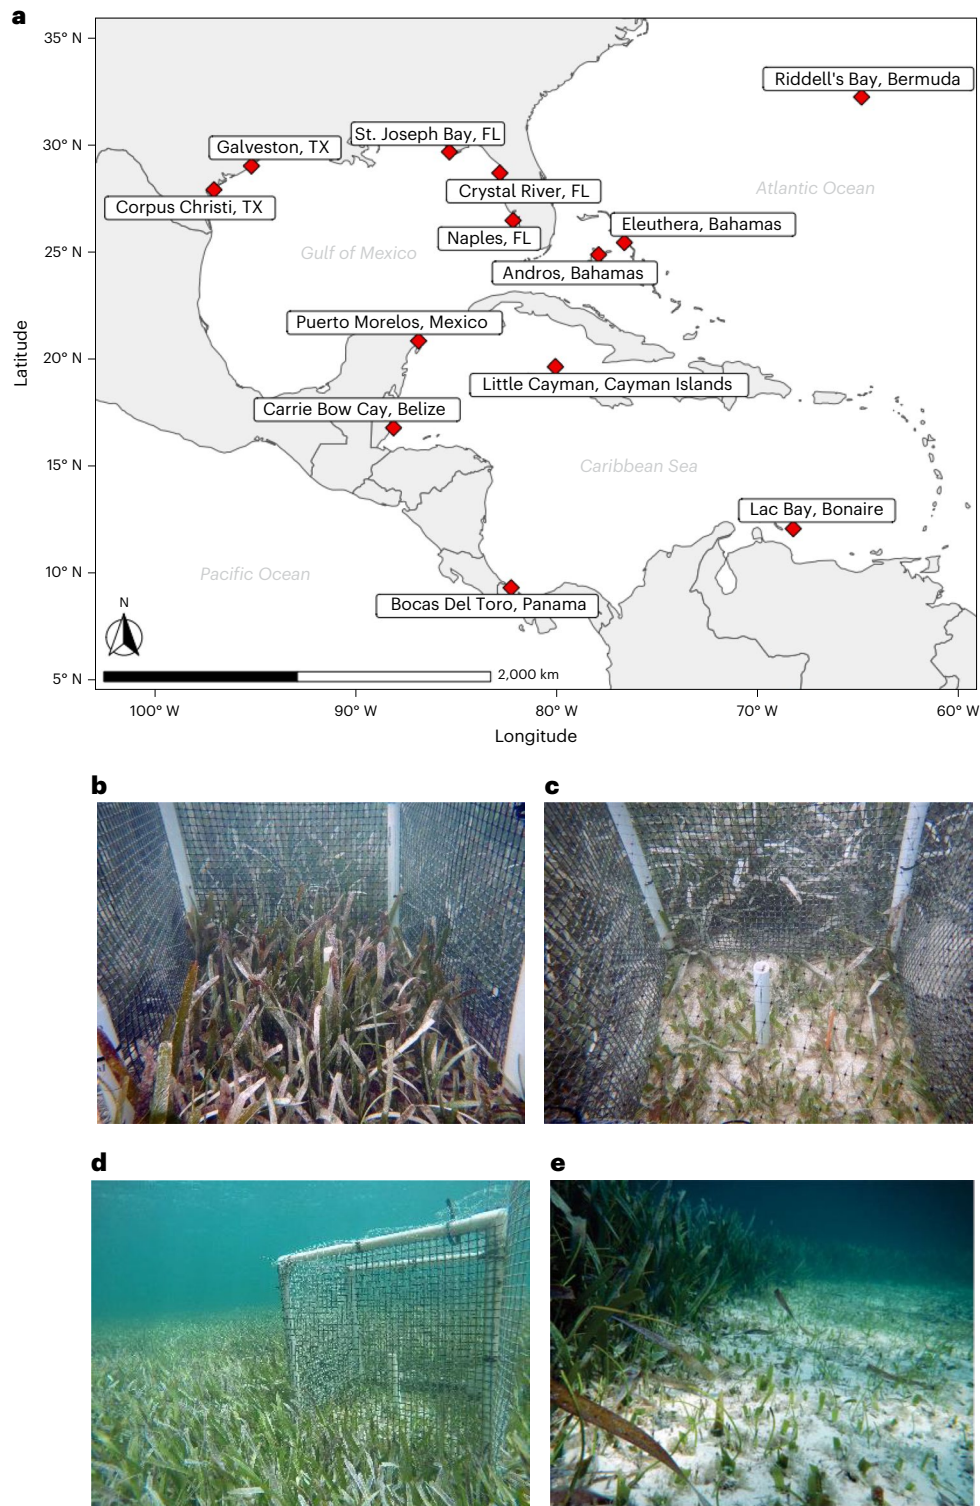 a
35° N
Riddell's Bay, Bermuda
30° N
St. Joseph Bay, FL
Galveston, TX
Crystal River, FL
Atlantic Ocean
Corpus Christi, TX
Eleuthera, Bahamas
Naples, FL
25° N
Gulf of Mexico
Andros, Bahamas
Puerto Morelos, Mexico
Latitude
20° N
Little Cayman, Cayman Islands
Carrie Bow Cay, Belize
15° N
Caribbean Sea
Lac Bay, Bonaire
10° N
Pacific Ocean
N
Bocas Del Toro, Panama
2,000 km
5° N
100° W 90° W 80° W 70° W 60° W
Longitude
b c
d e